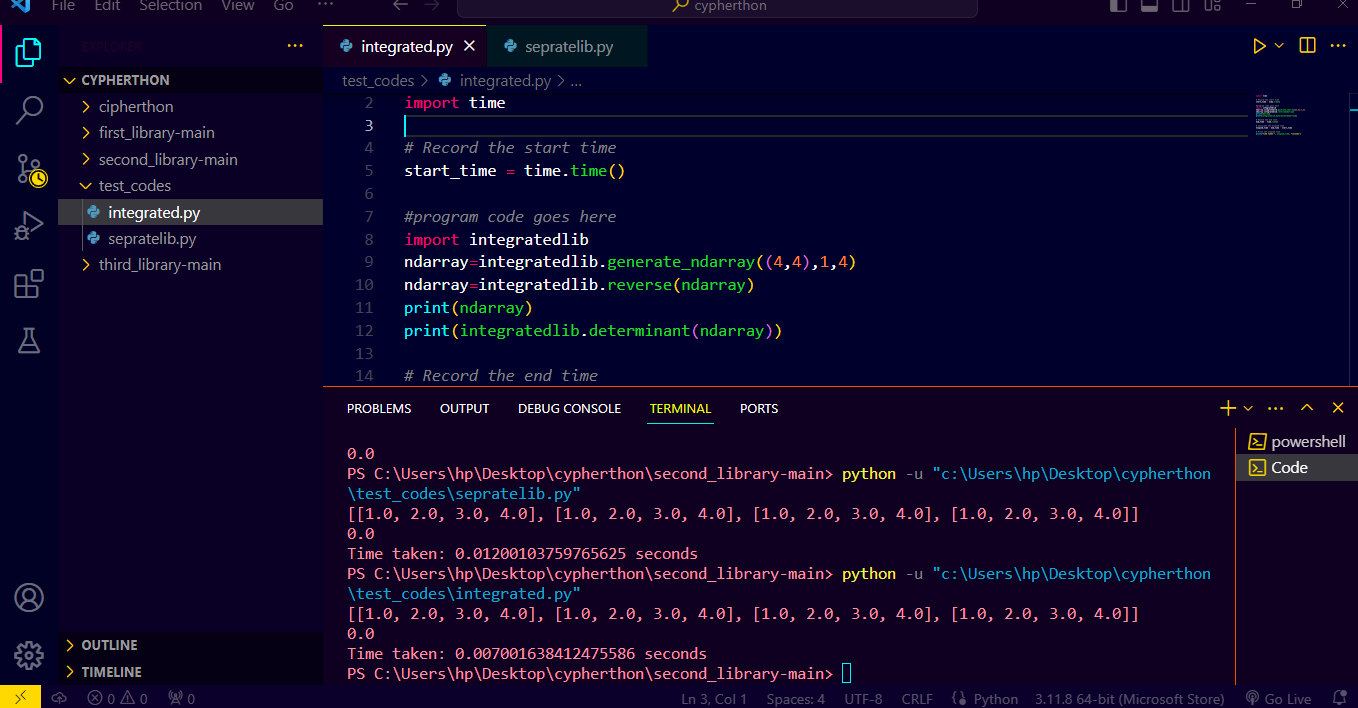 File Edit Selection View Go ··· cypherthon
EXPLORER ···
CYPHERTHON
cipherthon
first_library-main
second_library-main
test_codes
integrated.py
sepratelib.py
third_library-main
OUTLINE
TIMELINE
integrated.py sepratelib.py
test_codes > integrated.py > ...
2 import time
3
4 # Record the start time
5 start_time = time.time()
6
7 #program code goes here
8 import integratedlib
9 ndarray=integratedlib.generate_ndarray((4,4),1,4)
10 ndarray=integratedlib.reverse(ndarray)
11 print(ndarray)
12 print(integratedlib.determinant(ndarray))
13
14 # Record the end time
PROBLEMS OUTPUT DEBUG CONSOLE TERMINAL PORTS
0.0
PS C:\Users\hp\Desktop\cypherthon\second_library-main> python -u "c:\Users\hp\Desktop\cypherthon
\test_codes\sepratelib.py"
[[1.0, 2.0, 3.0, 4.0], [1.0, 2.0, 3.0, 4.0], [1.0, 2.0, 3.0, 4.0], [1.0, 2.0, 3.0, 4.0]]
0.0
Time taken: 0.01200103759765625 seconds
PS C:\Users\hp\Desktop\cypherthon\second_library-main> python -u "c:\Users\hp\Desktop\cypherthon
\test_codes\integrated.py"
[[1.0, 2.0, 3.0, 4.0], [1.0, 2.0, 3.0, 4.0], [1.0, 2.0, 3.0, 4.0], [1.0, 2.0, 3.0, 4.0]]
0.0
Time taken: 0.007001638412475586 seconds
PS C:\Users\hp\Desktop\cypherthon\second_library-main>
powershell
Code
0 0 0 Ln 3, Col 1 Spaces: 4 UTF-8 CRLF Python 3.11.8 64-bit (Microsoft Store) Go Live